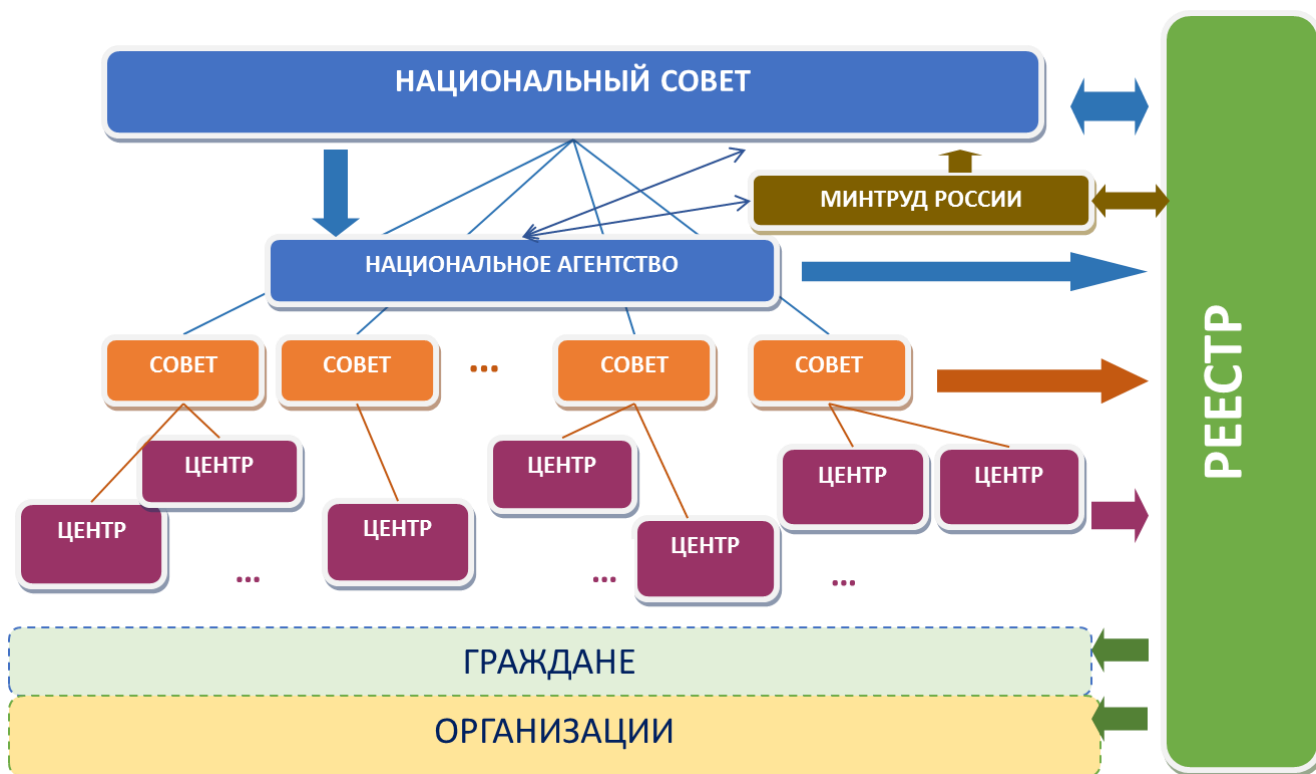 НАЦИОНАЛЬНЫЙ СОВЕТ
МИНТРУД РОССИИ
НАЦИОНАЛЬНОЕ АГЕНТСТВО
СОВЕТ
СОВЕТ
...
СОВЕТ
СОВЕТ
ЦЕНТР
ЦЕНТР
ЦЕНТР
ЦЕНТР
ЦЕНТР
ЦЕНТР
ЦЕНТР
...
...
...
ГРАЖДАНЕ
ОРГАНИЗАЦИИ
РЕЕСТР